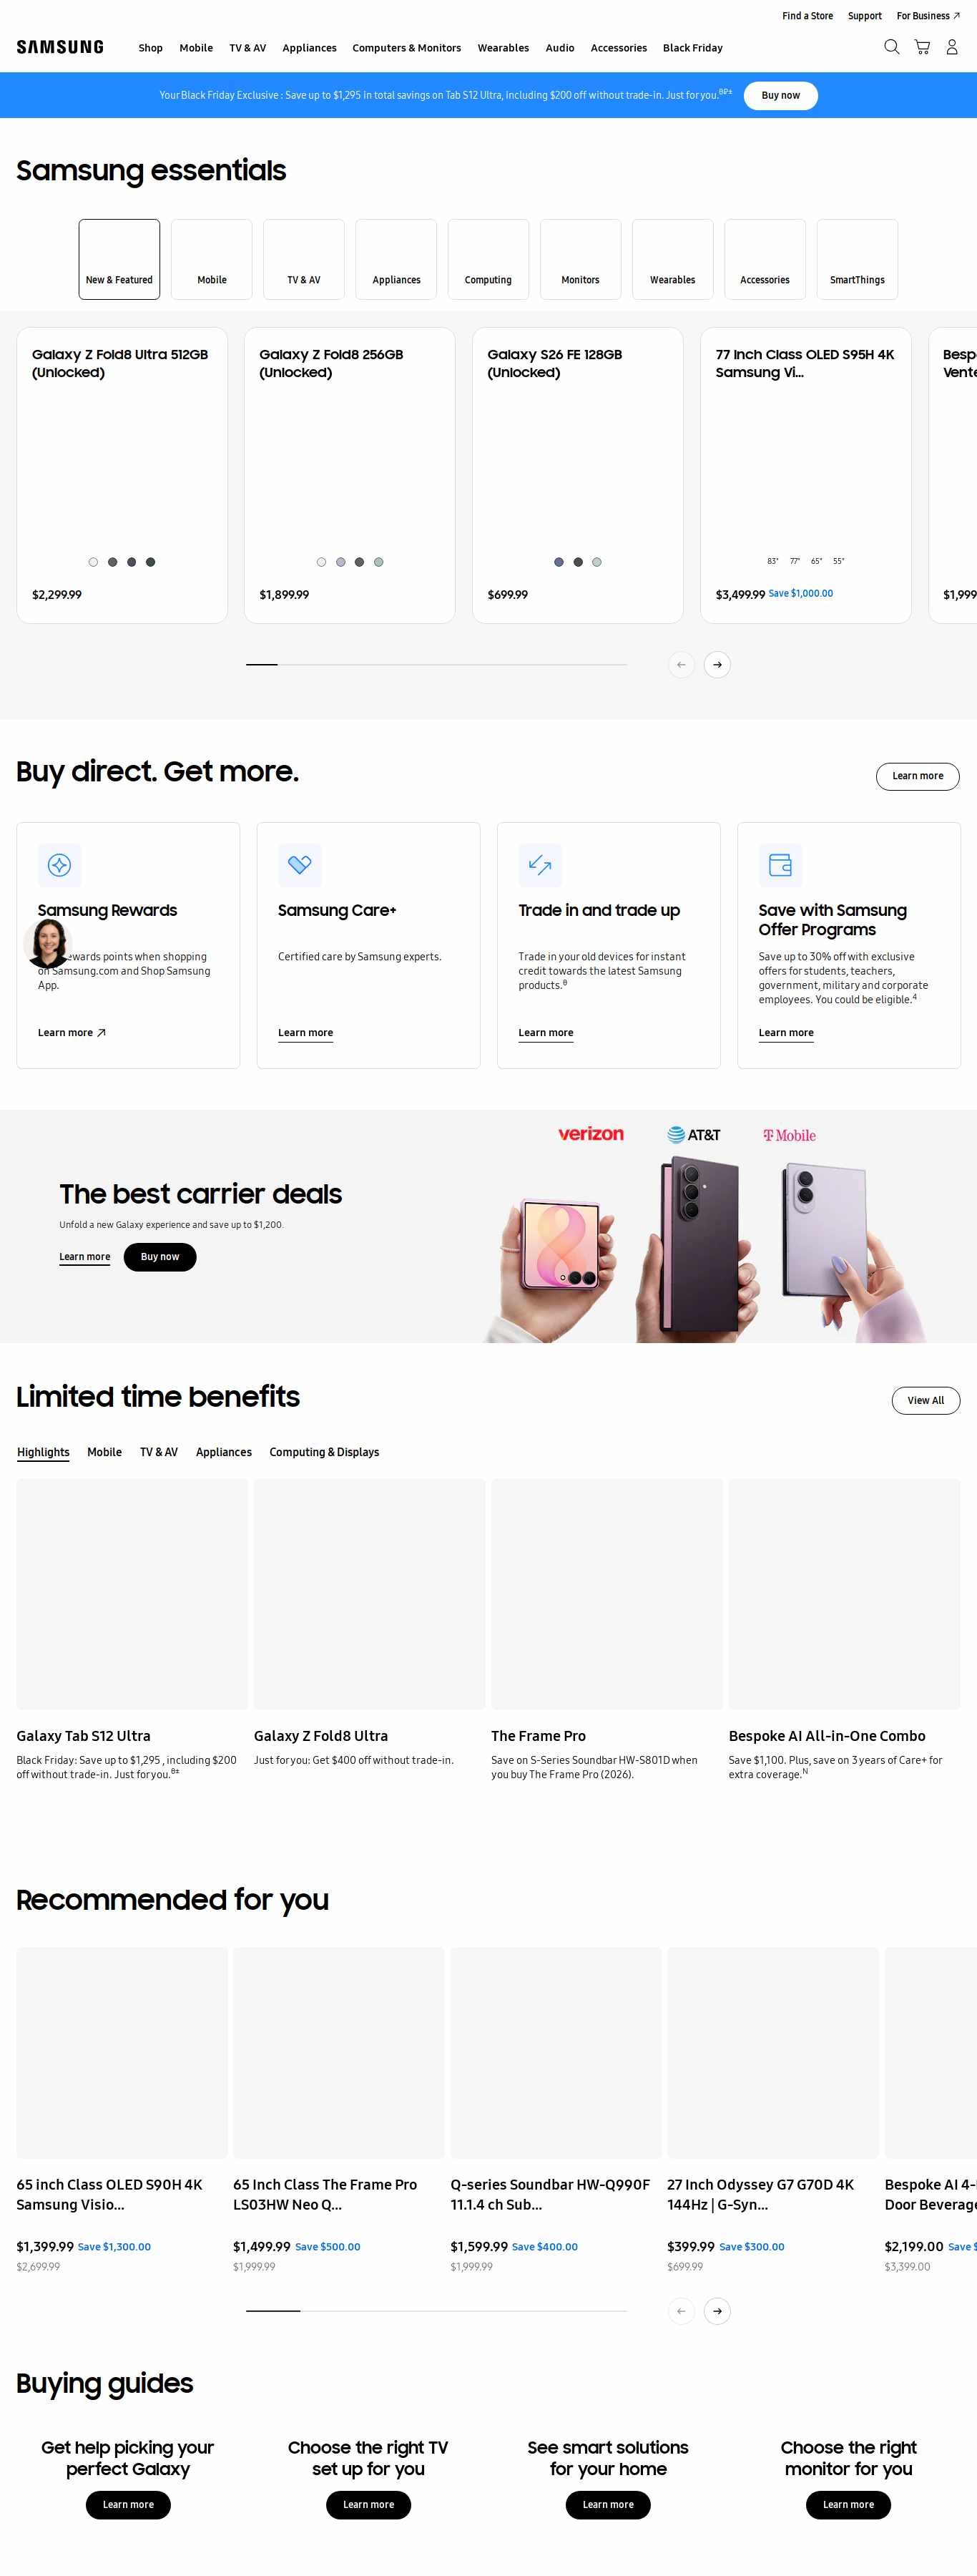 Find a Store
Support
For Business
SAMSUNG
Shop
Mobile
TV & AV
Appliances
Computers & Monitors
Wearables
Audio
Accessories
Black Friday
Your Black Friday Exclusive : Save up to $1,295 in total savings on Tab S12 Ultra, including $200 off without trade-in. Just for you.
Buy now
Samsung essentials
New & Featured
Mobile
TV & AV
Appliances
Computing
Monitors
Wearables
Accessories
SmartThings
Galaxy Z Fold8 Ultra 512GB
(Unlocked)
$2,299.99
Galaxy Z Fold8 256GB
(Unlocked)
$1,899.99
Galaxy S26 FE 128GB
(Unlocked)
$699.99
77 Inch Class OLED S95H 4K
Samsung Vi...
83" 77" 65" 55"
$3,499.99 Save $1,000.00
Besp
Vente
$1,999
Buy direct. Get more.
Learn more
Samsung Rewards
ewards points when shopping
on Samsung.com and Shop Samsung
App.
Learn more
Samsung Care+
Certified care by Samsung experts.
Learn more
Trade in and trade up
Trade in your old devices for instant
credit towards the latest Samsung
products.θ
Learn more
Save with Samsung
Offer Programs
Save up to 30% off with exclusive
offers for students, teachers,
government, military and corporate
employees. You could be eligible.4
Learn more
verizon
AT&T
T Mobile
The best carrier deals
Unfold a new Galaxy experience and save up to $1,200.
Learn more
Buy now
Limited time benefits
View All
Highlights
Mobile
TV & AV
Appliances
Computing & Displays
Galaxy Tab S12 Ultra
Black Friday: Save up to $1,295 , including $200
off without trade-in. Just for you.θ±
Galaxy Z Fold8 Ultra
Just for you: Get $400 off without trade-in.
The Frame Pro
Save on S-Series Soundbar HW-S801D when
you buy The Frame Pro (2026).
Bespoke AI All-in-One Combo
Save $1,100. Plus, save on 3 years of Care+ for
extra coverage.N
Recommended for you
65 inch Class OLED S90H 4K
Samsung Visio...
$1,399.99 Save $1,300.00
$2,699.99
65 Inch Class The Frame Pro
LS03HW Neo Q...
$1,499.99 Save $500.00
$1,999.99
Q-series Soundbar HW-Q990F
11.1.4 ch Sub...
$1,599.99 Save $400.00
$1,999.99
27 Inch Odyssey G7 G70D 4K
144Hz | G-Syn...
$399.99 Save $300.00
$699.99
Bespoke AI 4-
Door Beverage
$2,199.00 Save $
$3,399.00
Buying guides
Get help picking your
perfect Galaxy
Learn more
Choose the right TV
set up for you
Learn more
See smart solutions
for your home
Learn more
Choose the right
monitor for you
Learn more